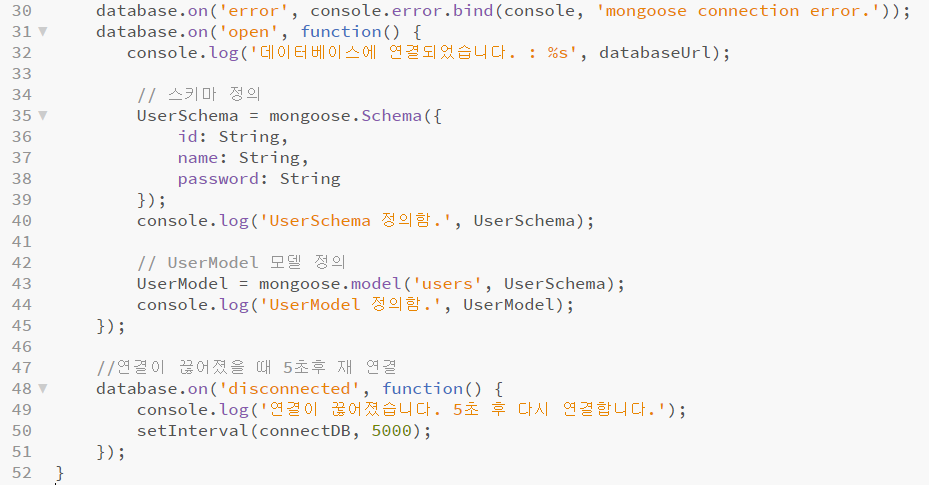 30 database.on('error', console.error.bind(console, 'mongoose connection error.'));
31 database.on('open', function() {
32 console.log('데이터베이스에 연결되었습니다. : %s', databaseUrl);
33
34 // 스키마 정의
35 UserSchema = mongoose.Schema({
36 id: String,
37 name: String,
38 password: String
39 });
40 console.log('UserSchema 정의함.', UserSchema);
41
42 // UserModel 모델 정의
43 UserModel = mongoose.model('users', UserSchema);
44 console.log('UserModel 정의함.', UserModel);
45 });
46
47 //연결이 끊어졌을 때 5초후 재 연결
48 database.on('disconnected', function() {
49 console.log('연결이 끊어졌습니다. 5초 후 다시 연결합니다.');
50 setInterval(connectDB, 5000);
51 });
52 }